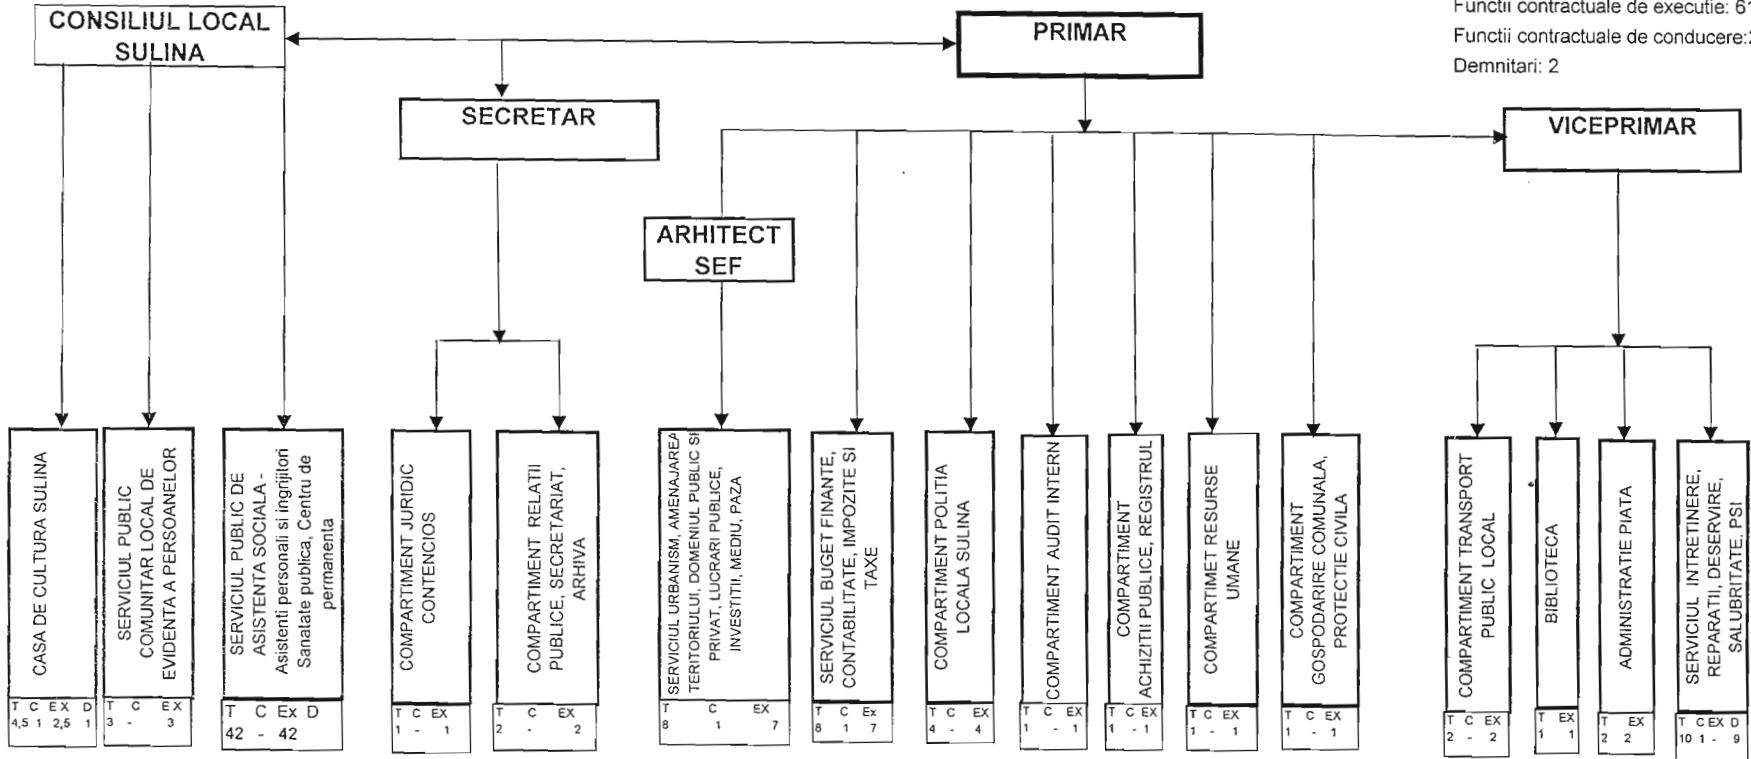 Functii contractuale de executie: 61
Functii contractuale de conducere:2
Demnitari: 2
CONSILIUL LOCAL
SULINA
PRIMAR
SECRETAR
VICEPRIMAR
ARHITECT
SEF
CASA DE CULTURA SULINA
T C EX D
4,5 1 2,5 1
SERVICIUL PUBLIC
COMUNITAR LOCAL DE
EVIDENTA A PERSOANELOR
T C EX
3 - 3
SERVICIUL PUBLIC DE
ASISTENTA SOCIALA -
Asistenti personali si ingrijitori
Sanatate publica, Centru de
permanenta
T C Ex D
42 - 42
COMPARTIMENT JURIDIC
CONTENCIOS
T C EX
1 - 1
COMPARTIMENT RELATII
PUBLICE, SECRETARIAT,
ARHIVA
T C EX
2 - 2
SERVICIUL URBANISM, AMENAJAREA
TERITORIULUI, DOMENIUL PUBLIC SI
PRIVAT, LUCRARI PUBLICE,
INVESTITII, MEDIU, PAZA
T C EX
8 1 7
SERVICIUL BUGET FINANTE,
CONTABILITATE, IMPOZITE SI
TAXE
T C Ex
8 1 7
COMPARTIMENT POLITIA
LOCALA SULINA
T C EX
4 - 4
COMPARTIMENT AUDIT INTERN
T C EX
1 - 1
COMPARTIMENT
ACHIZITII PUBLICE, REGISTRUL
T C EX
1 - 1
COMPARTIMET RESURSE
UMANE
T C EX
1 - 1
COMPARTIMENT
GOSPODARIRE COMUNALA,
PROTECTIE CIVILA
T C EX
1 - 1
COMPARTIMENT TRANSPORT
PUBLIC LOCAL
T C EX
2 - 2
BIBLIOTECA
T EX
1 1
ADMINISTRATIE PIATA
T EX
2 2
SERVICIUL INTRETINERE,
REPARATII, DESERVIRE,
SALUBRITATE, PSI
T C EX D
10 1 - 9